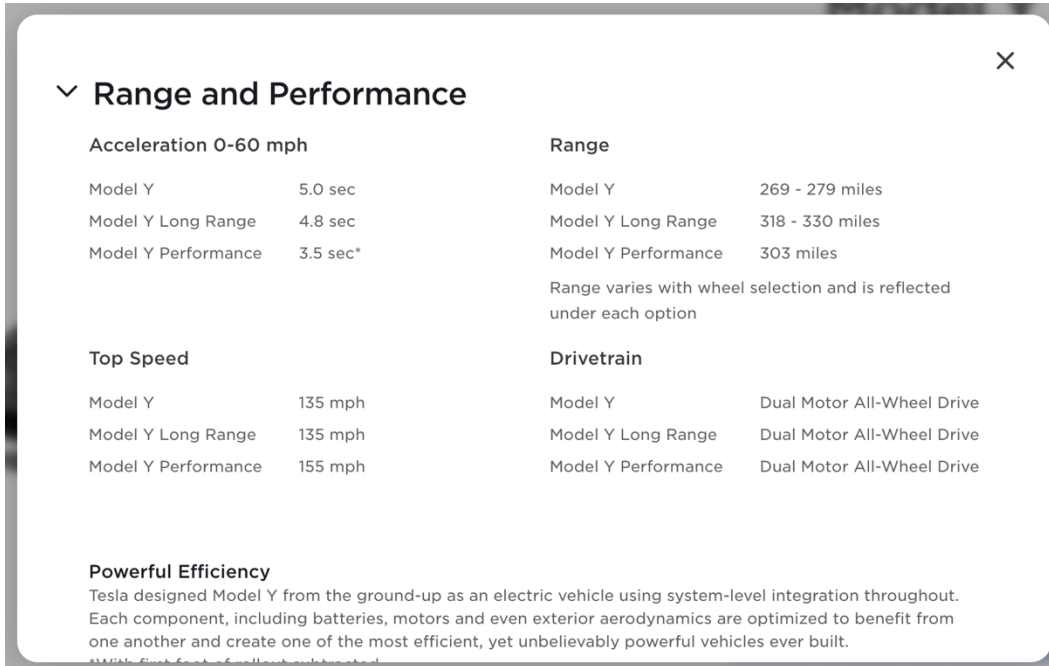 Range and Performance
Acceleration 0-60 mph
Model Y 5.0 sec
Model Y Long Range 4.8 sec
Model Y Performance 3.5 sec*
Range
Model Y 269 - 279 miles
Model Y Long Range 318 - 330 miles
Model Y Performance 303 miles
Range varies with wheel selection and is reflected
under each option
Top Speed
Model Y 135 mph
Model Y Long Range 135 mph
Model Y Performance 155 mph
Drivetrain
Model Y Dual Motor All-Wheel Drive
Model Y Long Range Dual Motor All-Wheel Drive
Model Y Performance Dual Motor All-Wheel Drive
Powerful Efficiency
Tesla designed Model Y from the ground-up as an electric vehicle using system-level integration throughout.
Each component, including batteries, motors and even exterior aerodynamics are optimized to benefit from
one another and create one of the most efficient, yet unbelievably powerful vehicles ever built.
*With first foot of rollout subtracted